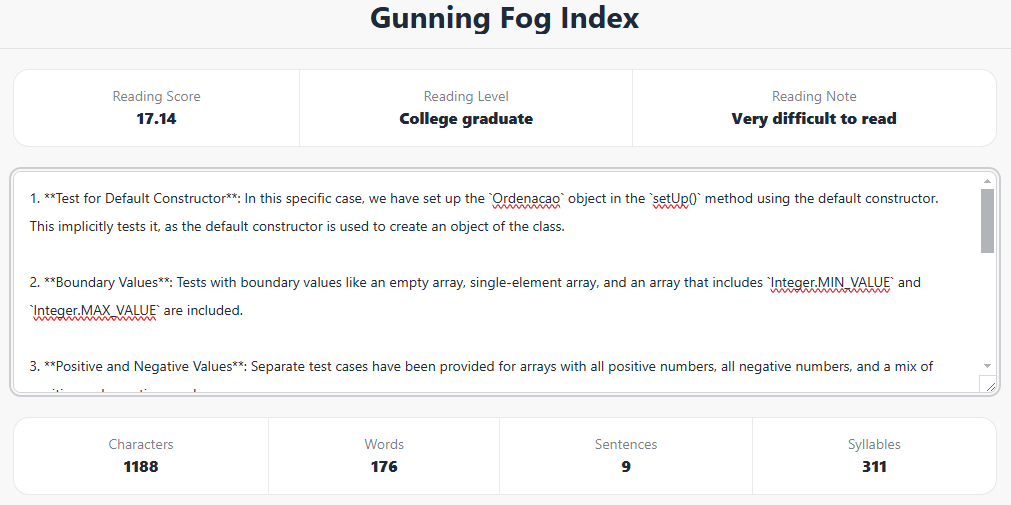 Gunning Fog Index
Reading Score
17.14
Reading Level
College graduate
Reading Note
Very difficult to read
1. **Test for Default Constructor**: In this specific case, we have set up the `Ordenacao` object in the `setUp()` method using the default constructor.
This implicitly tests it, as the default constructor is used to create an object of the class.
2. **Boundary Values**: Tests with boundary values like an empty array, single-element array, and an array that includes `Integer.MIN_VALUE` and
`Integer.MAX_VALUE` are included.
3. **Positive and Negative Values**: Separate test cases have been provided for arrays with all positive numbers, all negative numbers, and a mix of
Characters
1188
Words
176
Sentences
9
Syllables
311